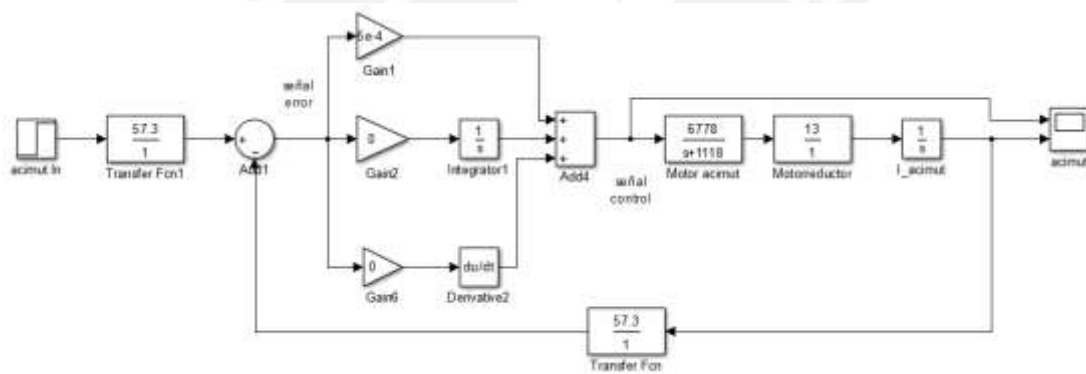 5e-4
Gain1
señal
error
57.3
1
acimut In
Transfer Fcn1
+
−
Add1
Gain2
1
s
Integrator1
+
+
+
Add4
señal
control
6778
s+1118
Motor acimut
13
1
Motorreductor
1
s
I_acimut
acimut
0
Gain6
du/dt
Derivative2
57.3
1
Transfer Fcn